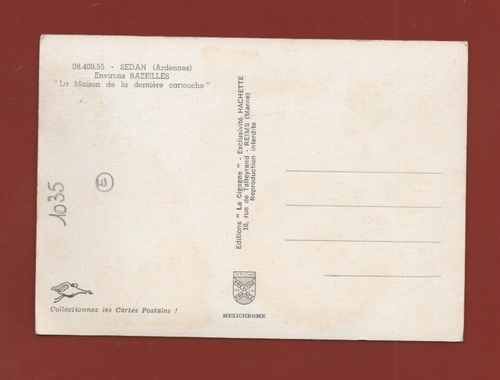 08.409.55 - SEDAN (Ardennes)
Environs BAZEILLES
"La Maison de la dernière cartouche"
1035
E
Editions "La Cigogne" - Exclusivité HACHETTE
10, rue de Talleyrand - REIMS (Marne)
Reproduction interdite
Collectionnez les Cartes Postales !
MEXICHROME